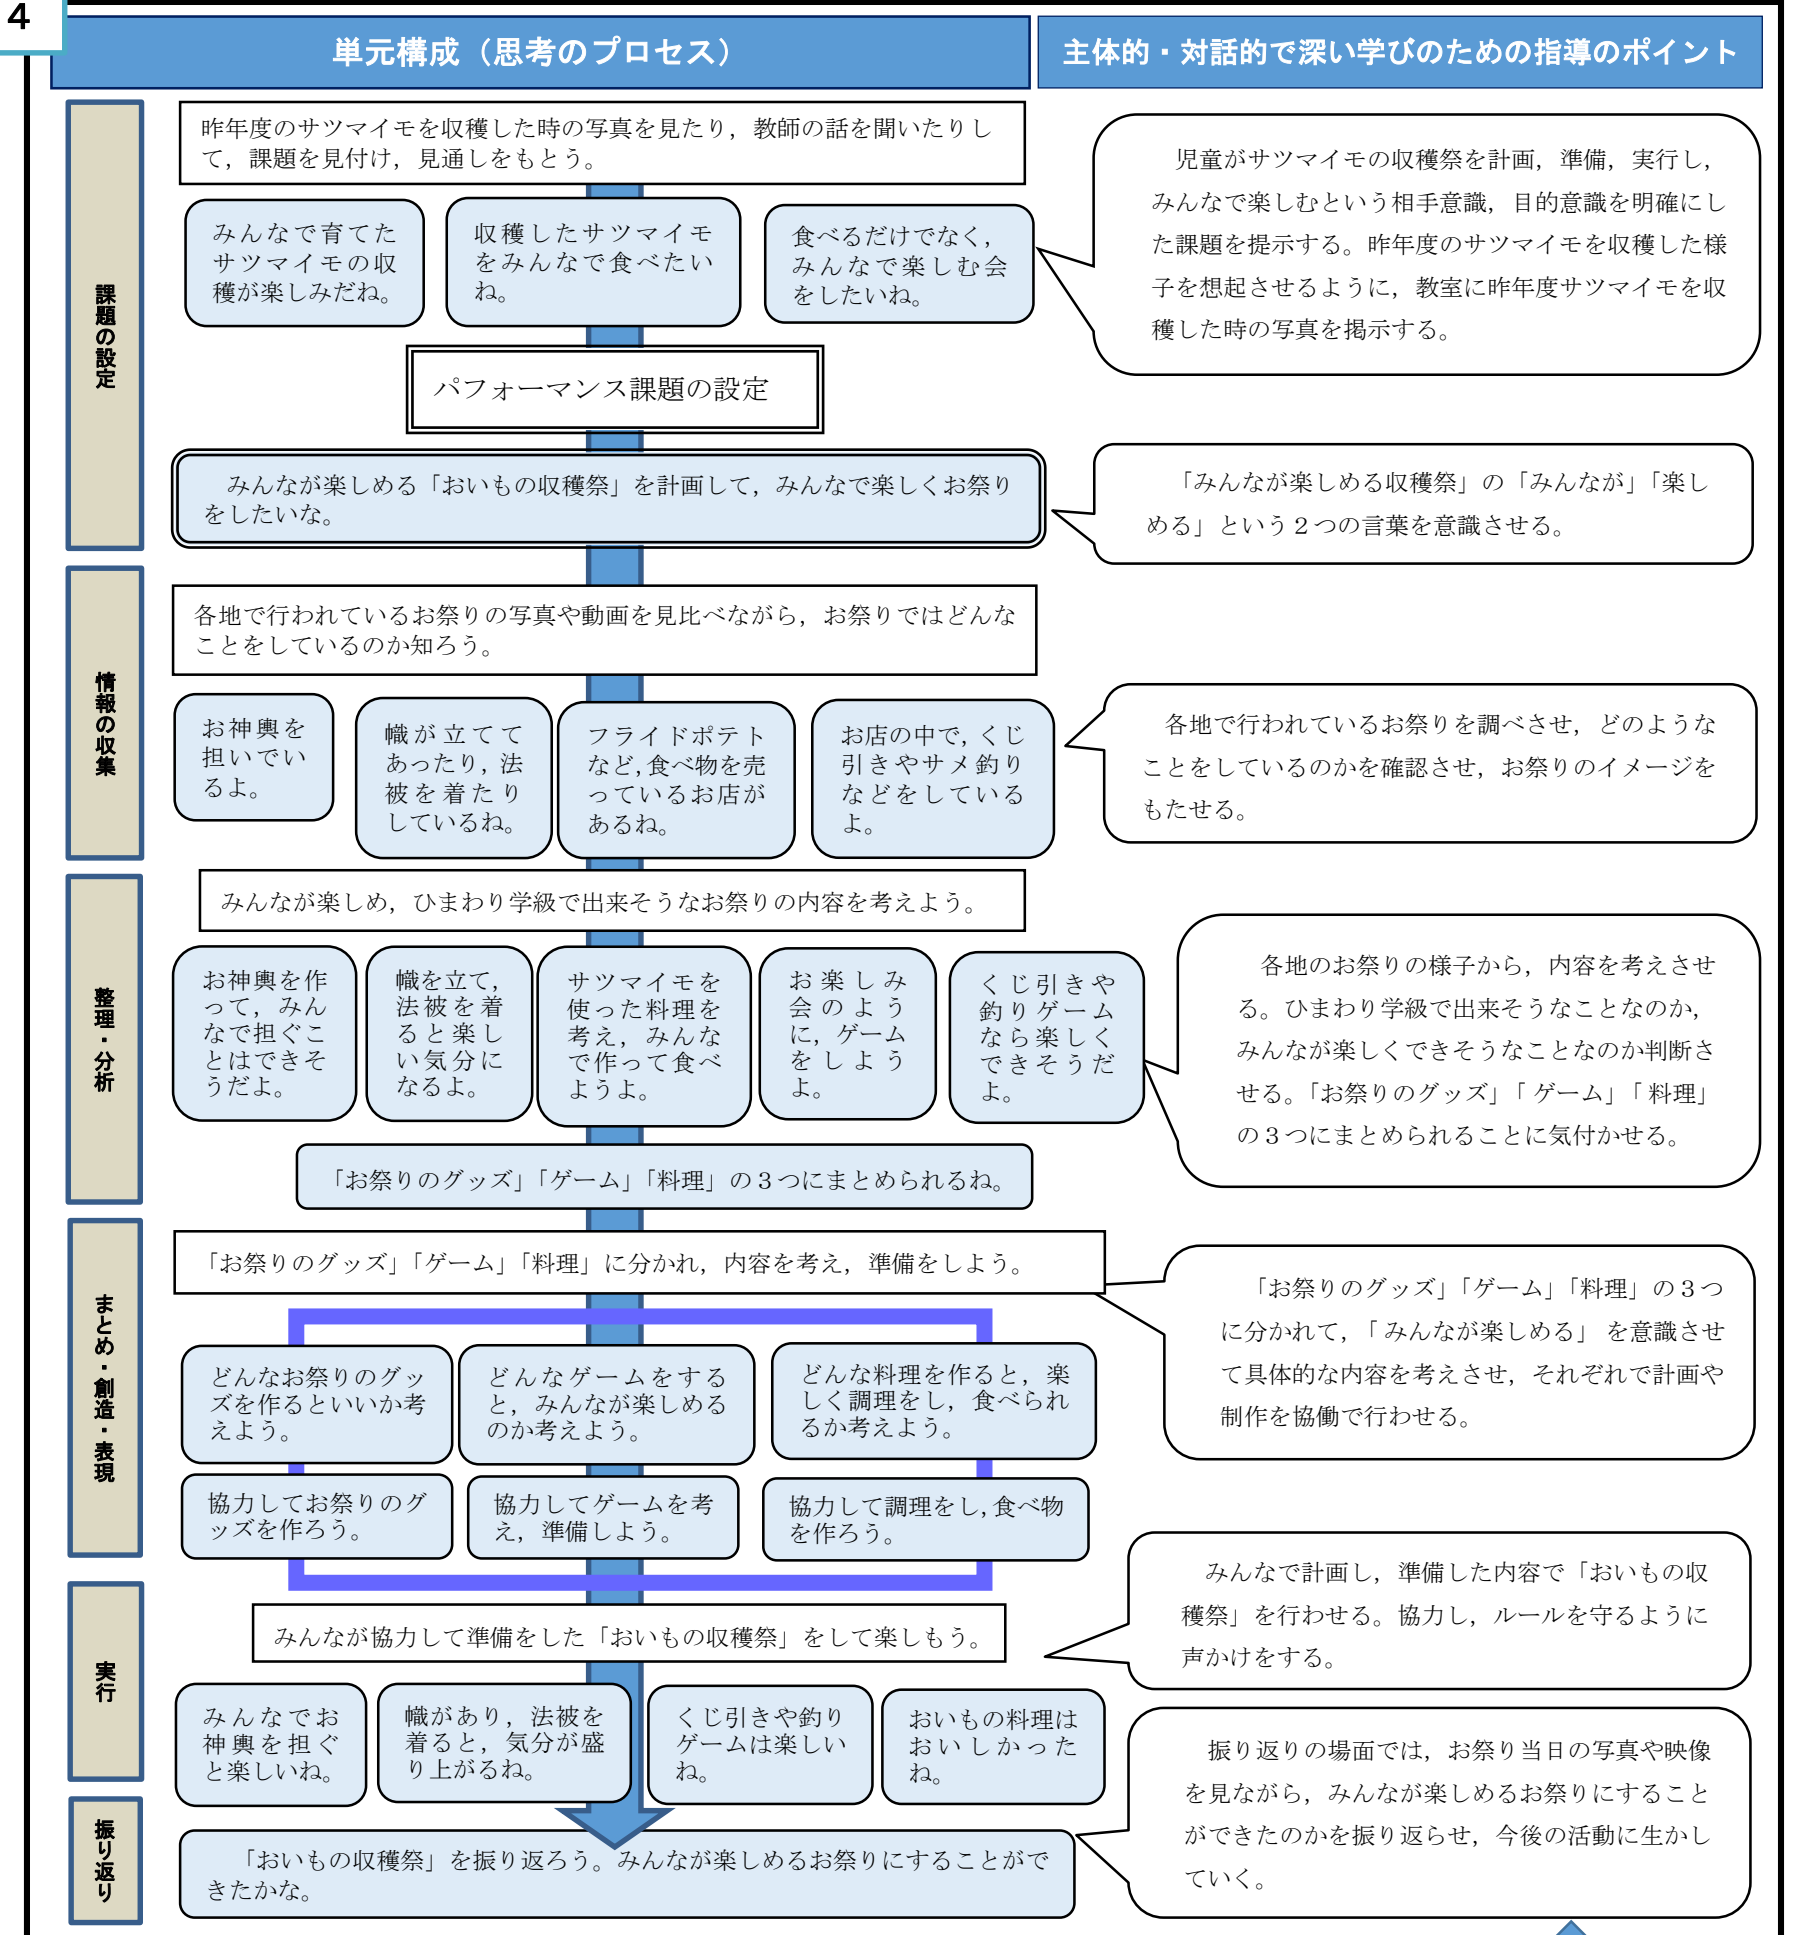 4
単元構成（思考のプロセス）
主体的・対話的で深い学びのための指導のポイント
課題の設定
昨年度のサツマイモを収穫した時の写真を見たり，教師の話を聞いたりし
て，課題を見付け，見通しをもとう。
みんなで育てた
サツマイモの収
穫が楽しみだね。
収穫したサツマイモ
をみんなで食べたい
ね。
食べるだけでなく，
みんなで楽しむ会
をしたいね。
児童がサツマイモの収穫祭を計画，準備，実行し，
みんなで楽しむという相手意識，目的意識を明確にし
た課題を提示する。昨年度のサツマイモを収穫した様
子を想起させるように，教室に昨年度サツマイモを収
穫した時の写真を掲示する。
パフォーマンス課題の設定
みんなが楽しめる「おいもの収穫祭」を計画して，みんなで楽しくお祭り
をしたいな。
「みんなが楽しめる収穫祭」の「みんなが」「楽し
める」という２つの言葉を意識させる。
情報の収集
各地で行われているお祭りの写真や動画を見比べながら，お祭りではどんな
ことをしているのか知ろう。
お神輿を
担いでい
るよ。
幟が立てて
あったり，法
被を着たり
しているね。
フライドポテト
など，食べ物を売
っているお店が
あるね。
お店の中で，くじ
引きやサメ釣り
などをしている
よ。
各地で行われているお祭りを調べさせ，どのような
ことをしているのかを確認させ，お祭りのイメージを
もたせる。
整理・分析
みんなが楽しめ，ひまわり学級で出来そうなお祭りの内容を考えよう。
お神輿を作
って，みん
なで担ぐこ
とはできそ
うだよ。
幟を立て，
法被を着
ると楽し
い気分に
なるよ。
サツマイモを
使った料理を
考え，みんな
で作って食べ
ようよ。
お楽しみ
会のよう
に，ゲーム
をしよう
よ。
くじ引きや
釣りゲーム
なら楽しく
できそうだ
よ。
各地のお祭りの様子から，内容を考えさせ
る。ひまわり学級で出来そうなことなのか，
みんなが楽しくできそうなことなのか判断さ
せる。「お祭りのグッズ」「ゲーム」「料理」
の３つにまとめられることに気付かせる。
「お祭りのグッズ」「ゲーム」「料理」の３つにまとめられるね。
まとめ・創造・表現
「お祭りのグッズ」「ゲーム」「料理」に分かれ，内容を考え，準備をしよう。
「お祭りのグッズ」「ゲーム」「料理」の３つ
に分かれて，「みんなが楽しめる」を意識させ
て具体的な内容を考えさせ，それぞれで計画や
制作を協働で行わせる。
どんなお祭りのグッ
ズを作るといいか考
えよう。
どんなゲームをする
と，みんなが楽しめる
のか考えよう。
どんな料理を作ると，楽
しく調理をし，食べられ
るか考えよう。
協力してお祭りのグ
ッズを作ろう。
協力してゲームを考
え，準備しよう。
協力して調理をし，食べ物
を作ろう。
実行
みんなが協力して準備をした「おいもの収穫祭」をして楽しもう。
みんなで計画し，準備した内容で「おいもの収
穫祭」を行わせる。協力し，ルールを守るように
声かけをする。
みんなでお
神輿を担ぐ
と楽しいね。
幟があり，法被を
着ると，気分が盛
り上がるね。
くじ引きや釣り
ゲームは楽しい
ね。
おいもの料理は
おいしかった
ね。
振り返り
「おいもの収穫祭」を振り返ろう。みんなが楽しめるお祭りにすることがで
きたかな。
振り返りの場面では，お祭り当日の写真や映像
を見ながら，みんなが楽しめるお祭りにすること
ができたのかを振り返らせ，今後の活動に生かし
ていく。